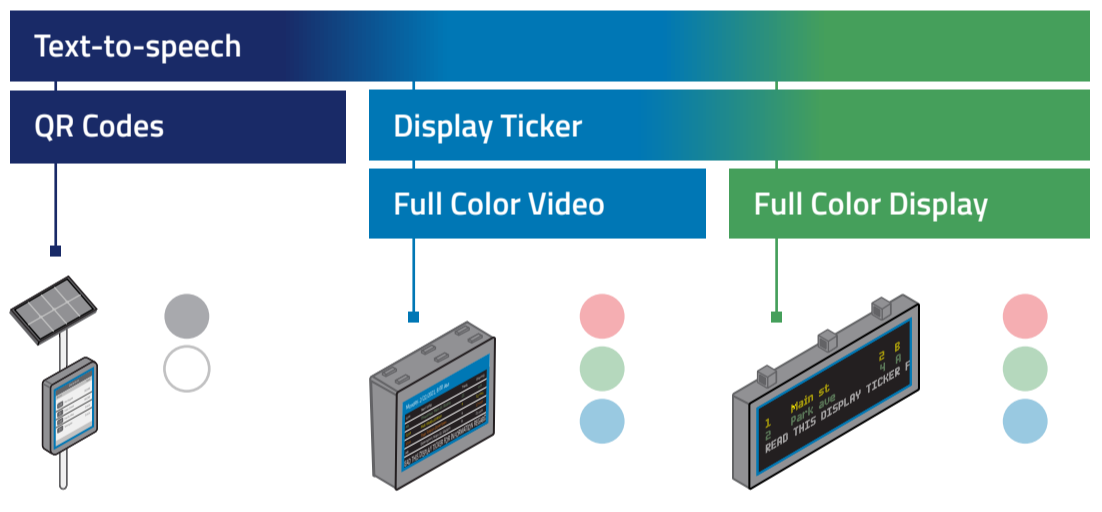 Text-to-speech
QR Codes
Display Ticker
Full Color Video
Full Color Display
1 Main st 2 B
2 Park ave 4 A
READ THIS DISPLAY TICKER F